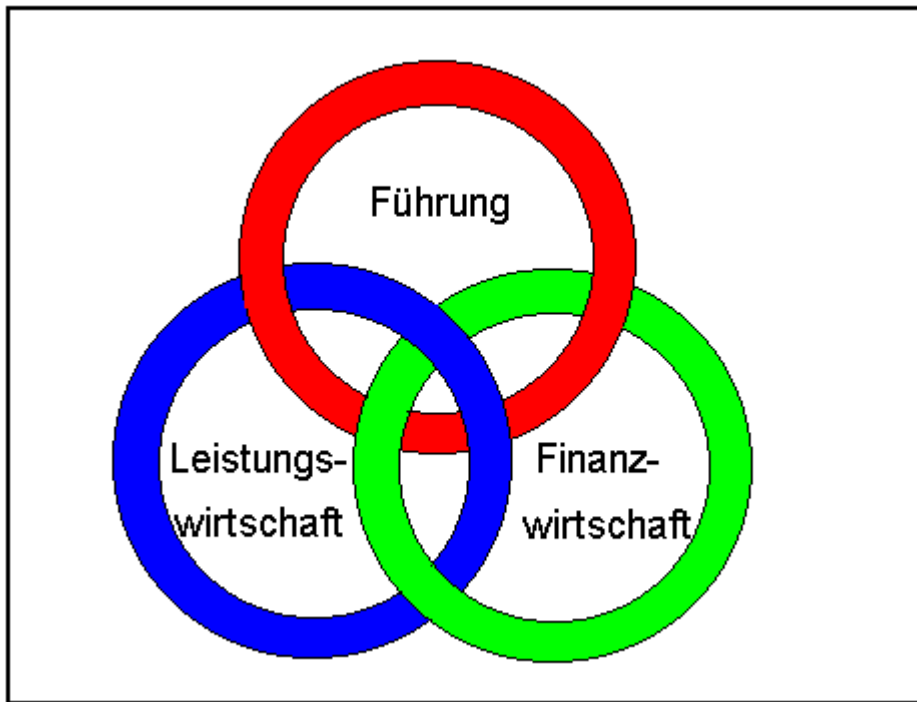 Führung
Leistungs-
wirtschaft
Finanz-
wirtschaft